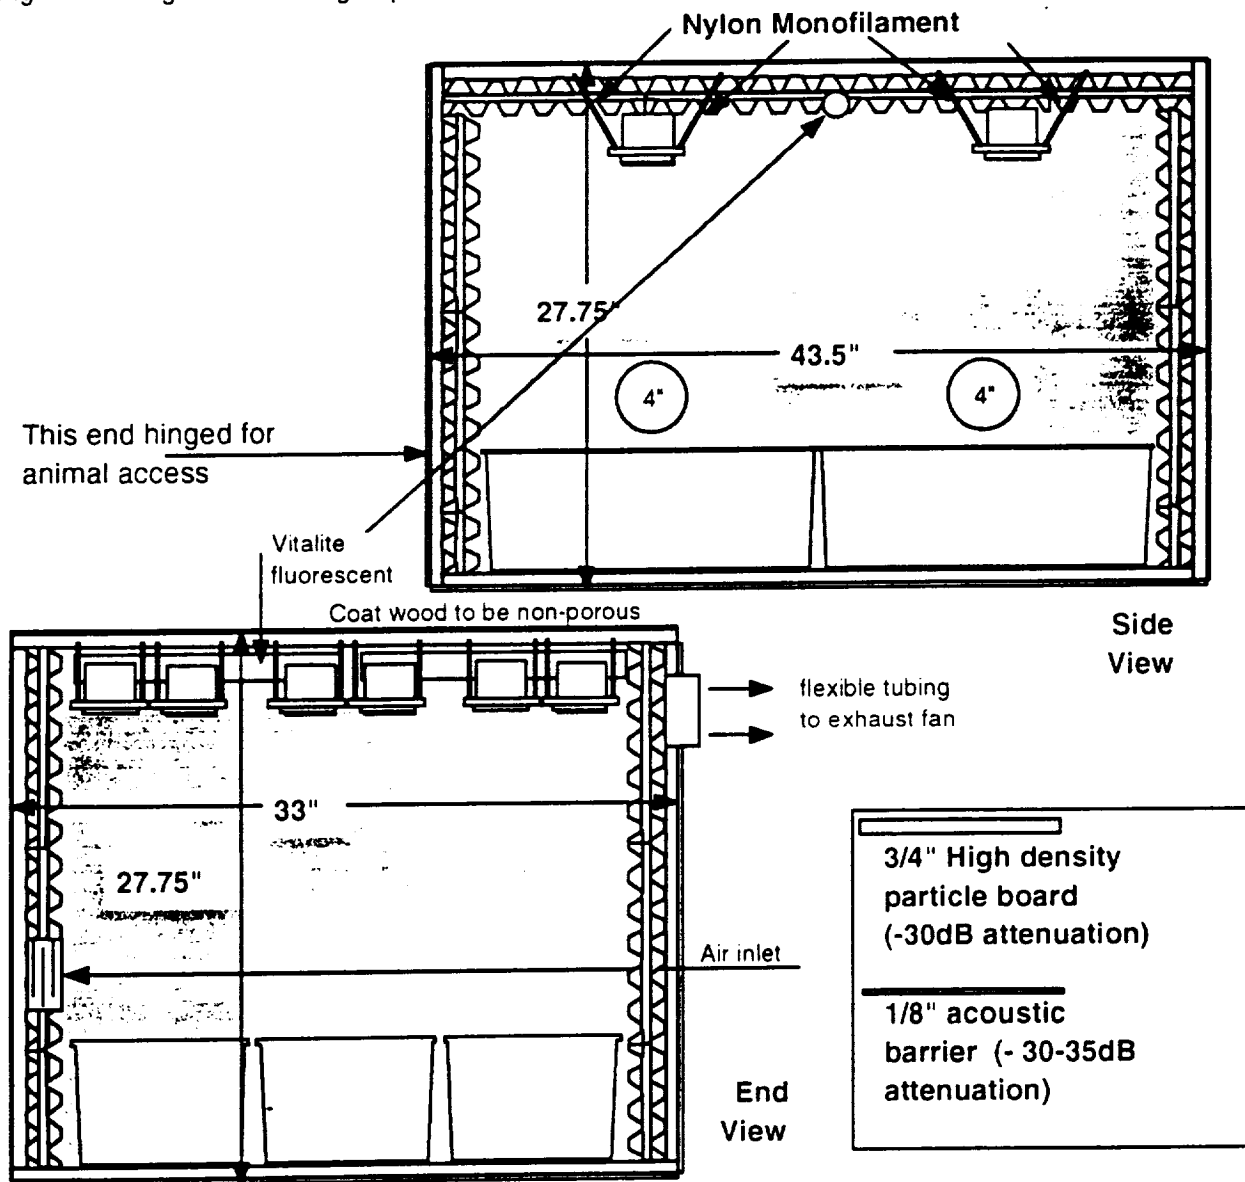 Nylon Monofilament
27.75"
43.5"
4"
4"
This end hinged for
animal access
Vitalite
fluorescent
Coat wood to be non-porous
Side
View
flexible tubing
to exhaust fan
33"
27.75"
Air inlet
End
View
3/4" High density
particle board
(-30dB attenuation)
1/8" acoustic
barrier (- 30-35dB
attenuation)